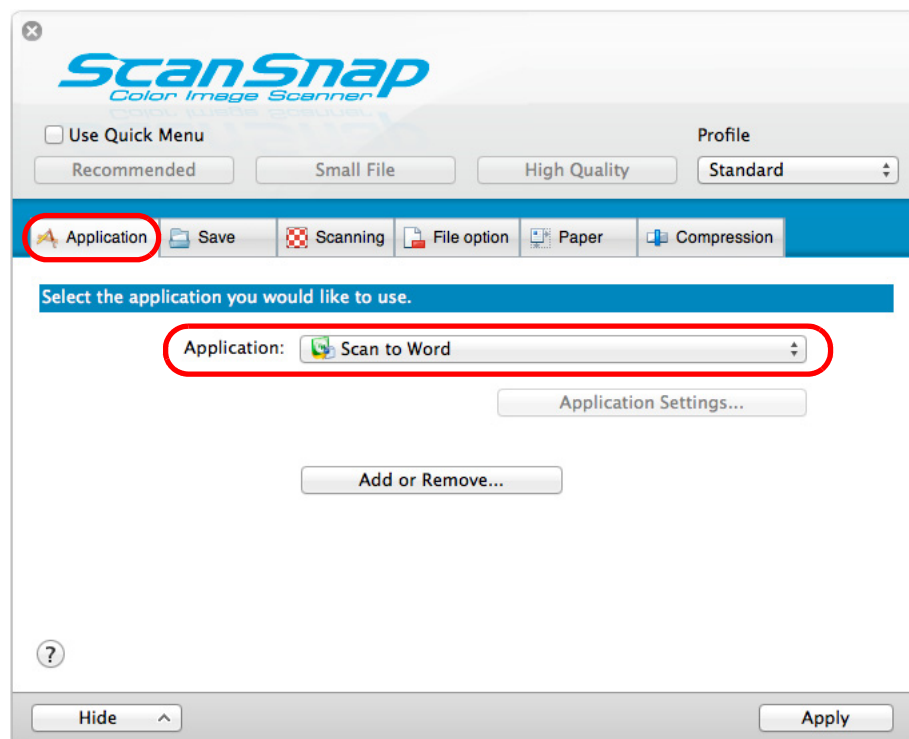 ScanSnap
Color Image Scanner
Use Quick Menu
Profile
Recommended Small File High Quality Standard
Application Save Scanning File option Paper Compression
Select the application you would like to use.
Application: Scan to Word
Application Settings...
Add or Remove...
?
Hide Apply